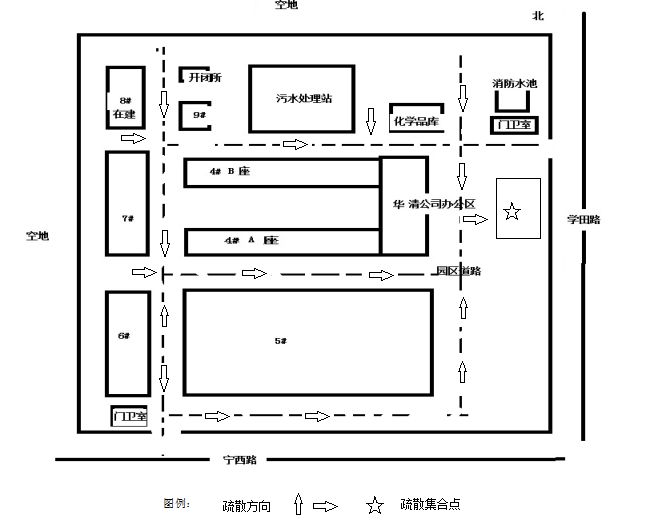 空地
北
开闭所
消防水池
8#
在建
污水处理站
9#
化学品库
门卫室
4# B 座
华清公司办公区
7#
学田路
空地
4# A 座
园区道路
6#
5#
门卫室
宁西路
图例：
疏散方向
疏散集合点